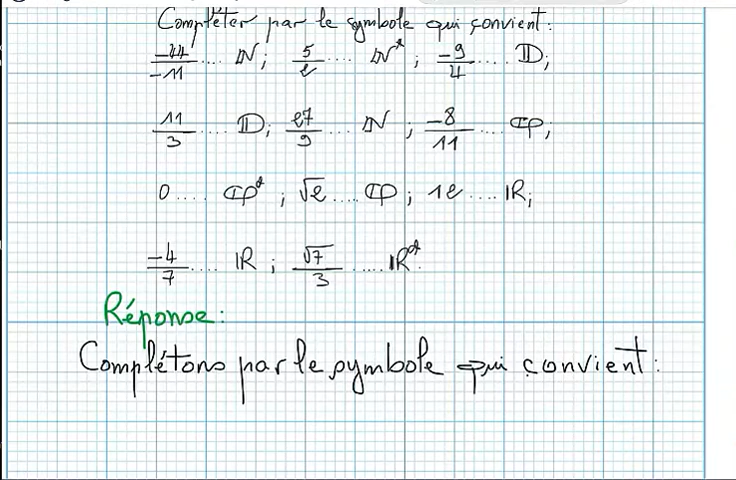 Compléter par le symbole qui convient :
-44/-11 .... ℕ ; 5/2 .... ℕ* ; -9/4 .... 𝔻 ;
11/3 .... 𝔻 ; 27/9 ... ℕ ; -8/11 ... ℚ ;
0 .... ℚ* ; √2 .... ℚ ; 12 .... ℝ ;
-4/7 .... ℝ ; √7/3 .... ℝ*.
Réponse :
Complétons par le symbole qui convient :